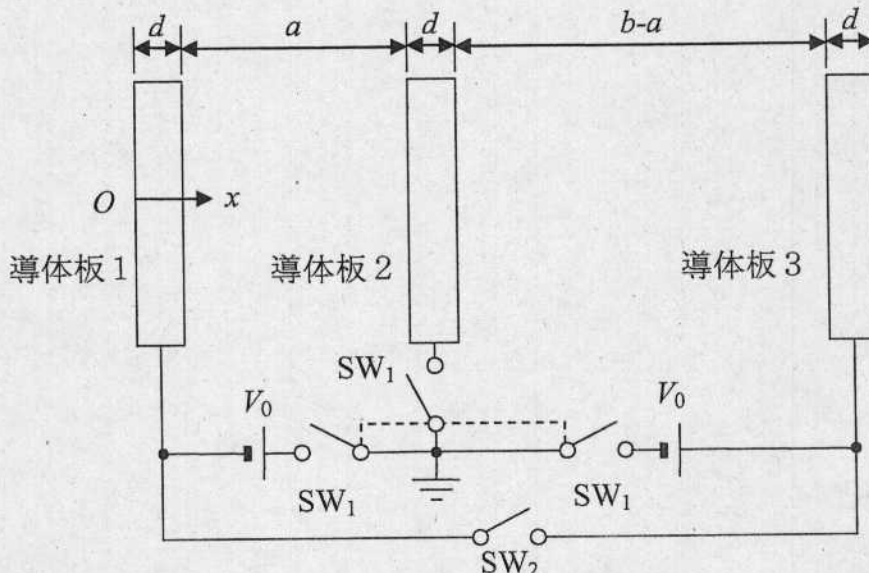 d a d b-a d
O x
導体板1 導体板2 導体板3
SW₁
V₀ V₀
SW₁ SW₁
SW₂